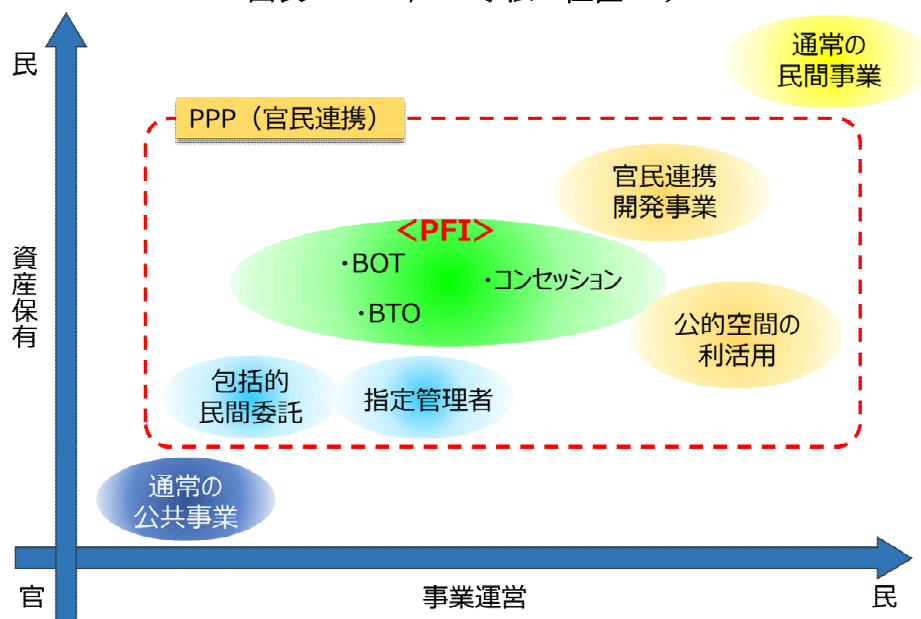 民
通常の
民間事業
PPP（官民連携）
官民連携
開発事業
<PFI>
・BOT
・コンセッション
・BTO
資産保有
公的空間の
利活用
包括的
民間委託
指定管理者
通常の
公共事業
官
事業運営
民